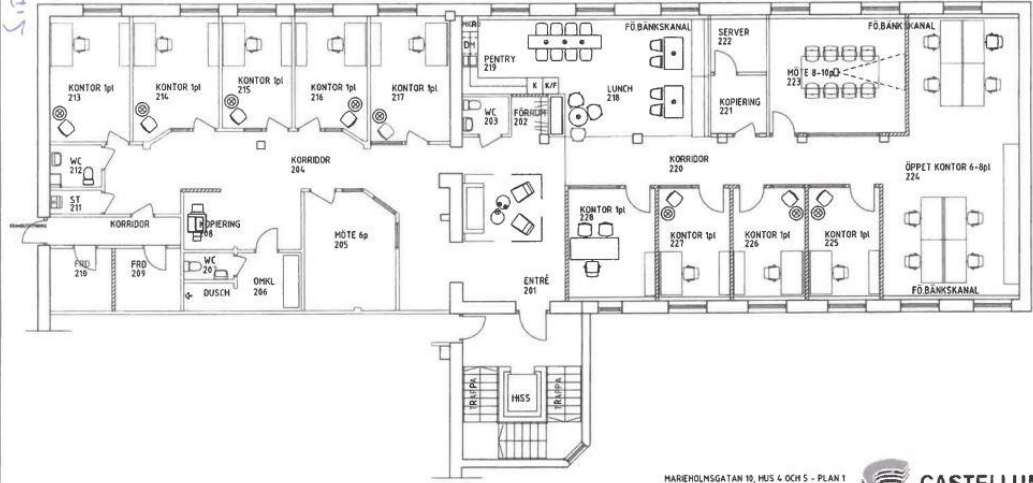 FÖ.BÄNKSKANAL
FÖ.BÄNKSKANAL
SERVER
222
DM
PENTRY
219
K
K/F
LUNCH
218
MÖTE 8-10p
223
KONTOR 1pl
213
KONTOR 1pl
214
KONTOR 1pl
215
KONTOR 1pl
216
KONTOR 1pl
217
WC
203
FÖRRUM
202
KOPIERING
221
WC
212
KORRIDOR
204
KORRIDOR
220
ÖPPET KONTOR 6-8pl
224
ST
211
KORRIDOR
KOPIERING
208
MÖTE 6p
205
KONTOR 1pl
228
KONTOR 1pl
227
KONTOR 1pl
226
KONTOR 1pl
225
FRD
210
FRD
209
WC
207
OMKL
206
DUSCH
ENTRÉ
201
FÖ.BÄNKSKANAL
TRAPPA
HISS
TRAPPA
MARIEHOLMSGATAN 10, HUS 4 OCH 5 - PLAN 1
CASTELLUM